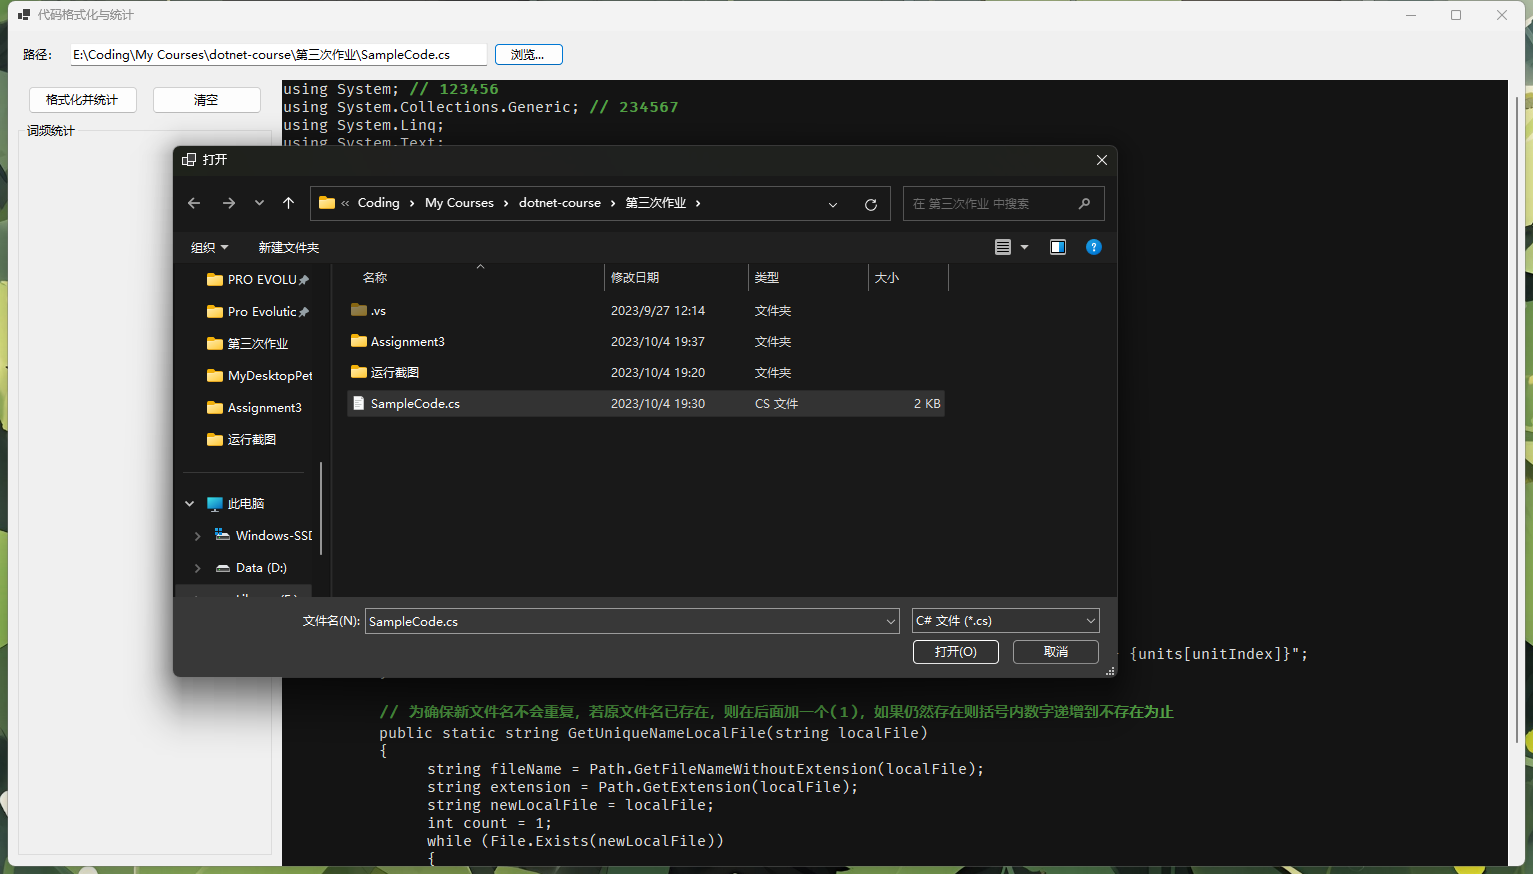 代码格式化与统计
路径:
E:\Coding\My Courses\dotnet-course\第三次作业\SampleCode.cs
浏览...
格式化并统计
清空
词频统计
using System; // 123456
using System.Collections.Generic; // 234567
using System.Linq;
using System.Text;
打开
« Coding › My Courses › dotnet-course › 第三次作业 ›
在 第三次作业 中搜索
组织
新建文件夹
PRO EVOLU
Pro Evolutic
第三次作业
MyDesktopPet
Assignment3
运行截图
此电脑
Windows-SSD
Data (D:)
名称 修改日期 类型 大小
.vs 2023/9/27 12:14 文件夹
Assignment3 2023/10/4 19:37 文件夹
运行截图 2023/10/4 19:20 文件夹
SampleCode.cs 2023/10/4 19:30 CS 文件 2 KB
文件名(N):
SampleCode.cs
C# 文件 (*.cs)
打开(O)
取消
{units[unitIndex]}";
// 为确保新文件名不会重复，若原文件名已存在，则在后面加一个(1)，如果仍然存在则括号内数字递增到不存在为止
public static string GetUniqueNameLocalFile(string localFile)
{
string fileName = Path.GetFileNameWithoutExtension(localFile);
string extension = Path.GetExtension(localFile);
string newLocalFile = localFile;
int count = 1;
while (File.Exists(newLocalFile))
{